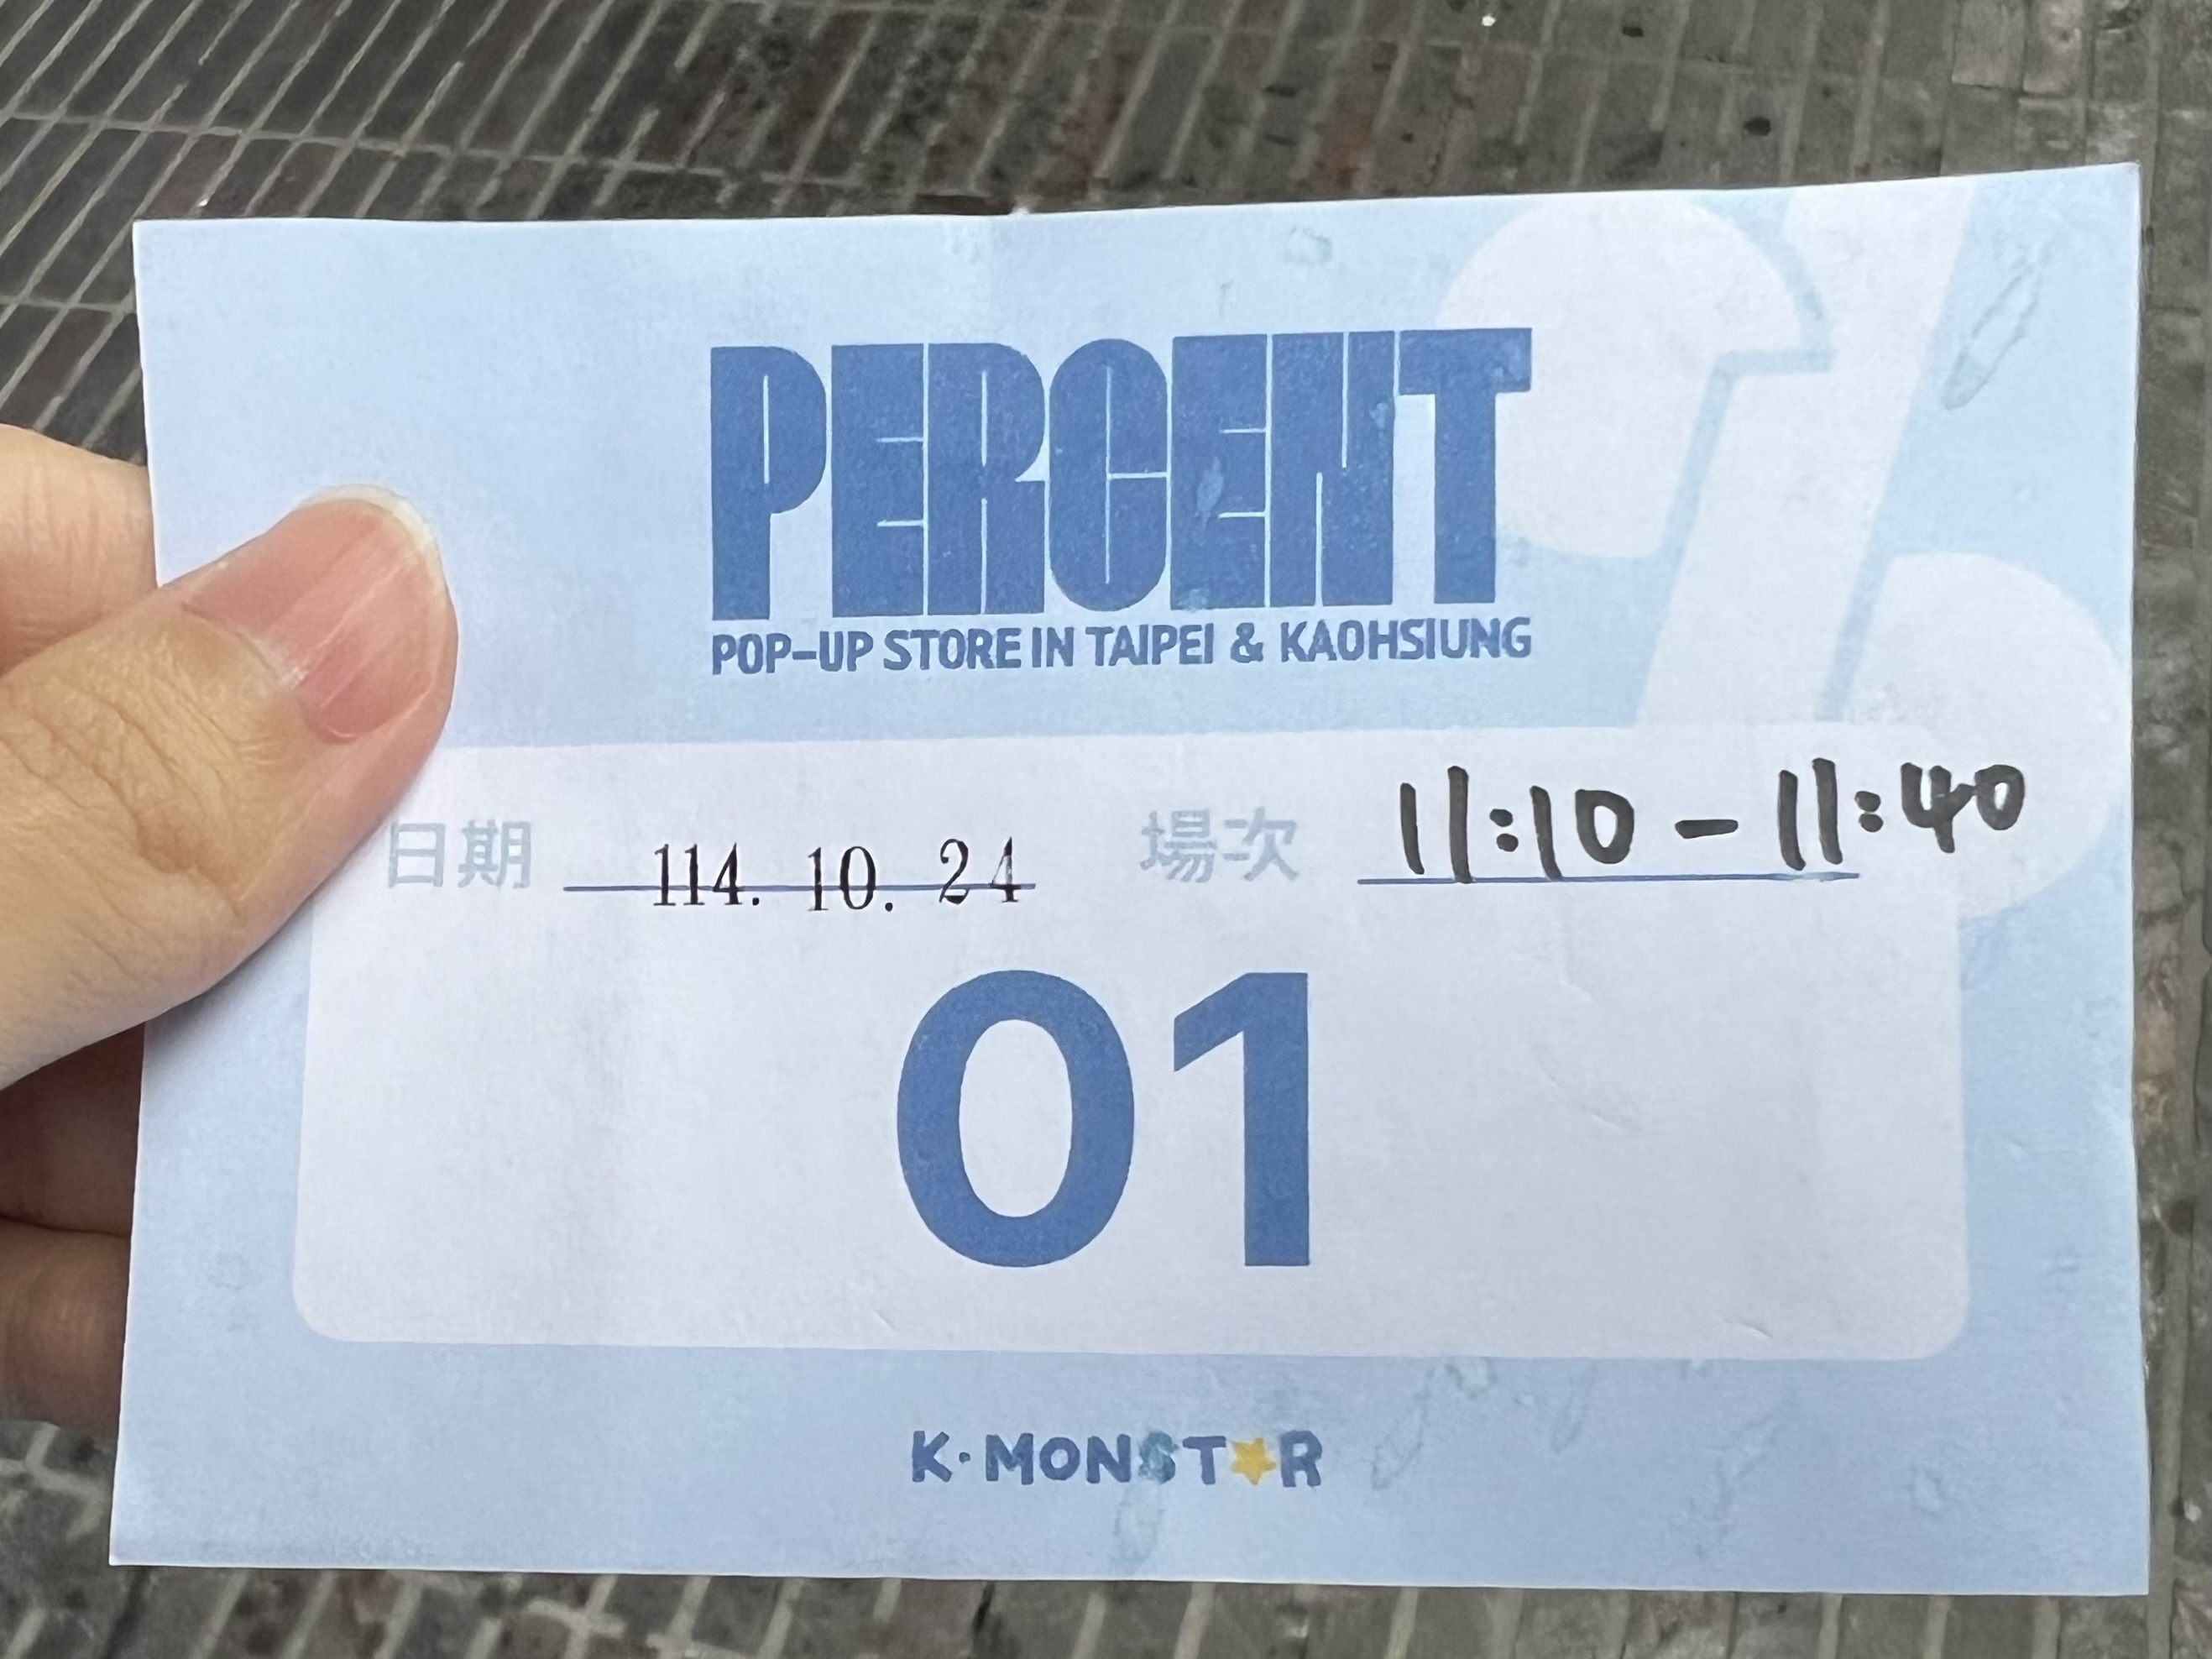 PERCENT
POP-UP STORE IN TAIPEI & KAOHSIUNG
日期 114. 10. 24 場次 11:10 - 11:40
01
K·MONST★R